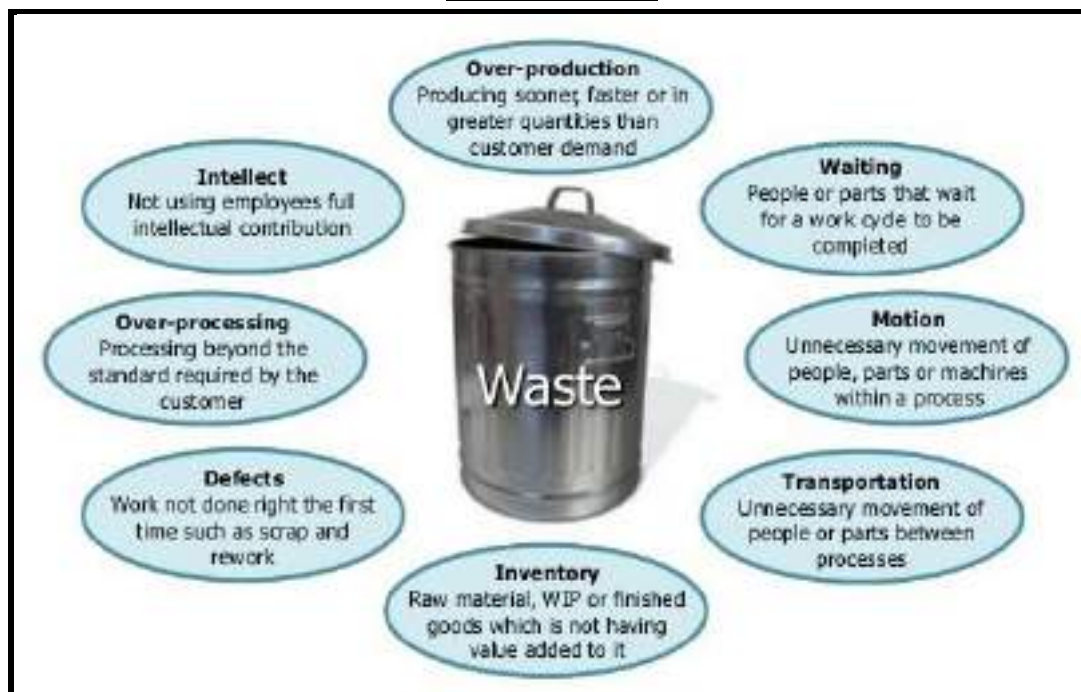 Over-production
Producing sooner, faster or in
greater quantities than
customer demand
Waiting
People or parts that wait
for a work cycle to be
completed
Motion
Unnecessary movement of
people, parts or machines
within a process
Transportation
Unnecessary movement of
people or parts between
processes
Inventory
Raw material, WIP or finished
goods which is not having
value added to it
Defects
Work not done right the first
time such as scrap and
rework
Over-processing
Processing beyond the
standard required by the
customer
Intellect
Not using employees full
intellectual contribution
Waste